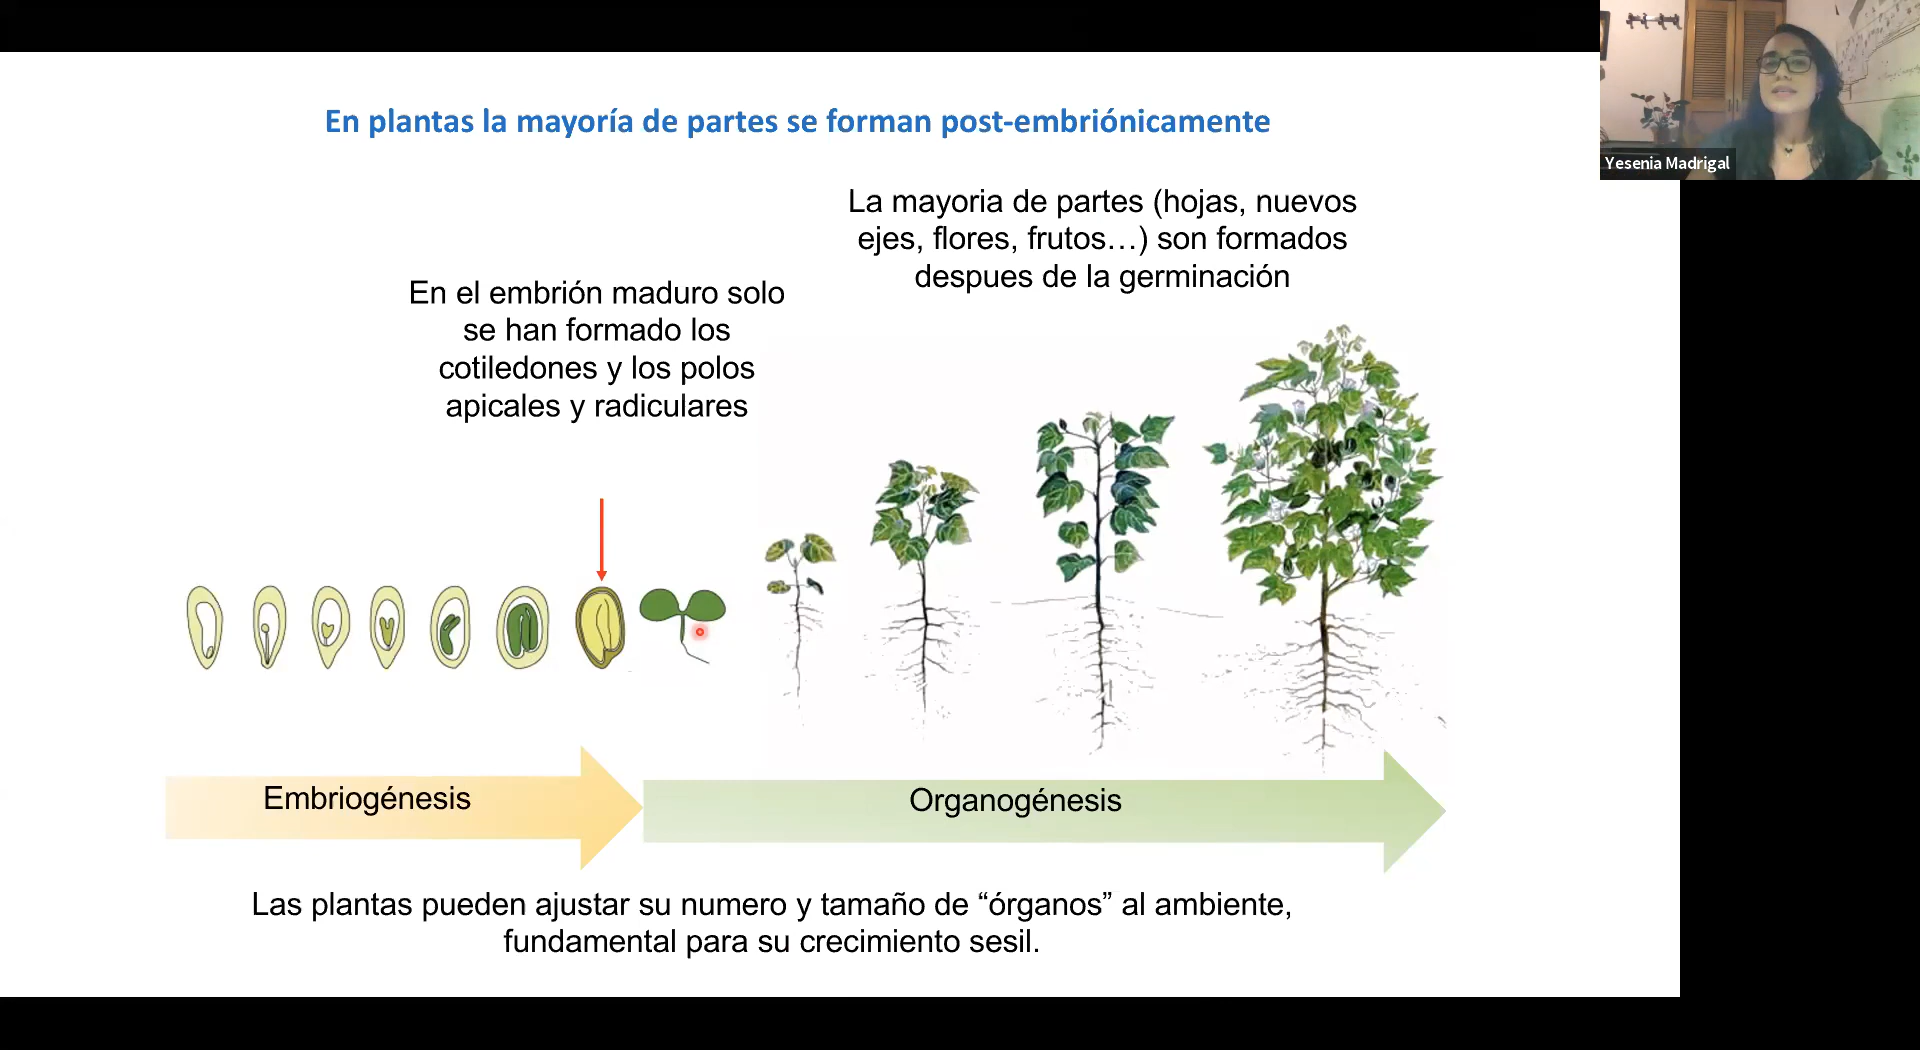 En plantas la mayoría de partes se forman post-embriónicamente
Yesenia Madrigal
La mayoria de partes (hojas, nuevos
ejes, flores, frutos…) son formados
despues de la germinación
En el embrión maduro solo
se han formado los
cotiledones y los polos
apicales y radiculares
Embriogénesis
Organogénesis
Las plantas pueden ajustar su numero y tamaño de “órganos” al ambiente,
fundamental para su crecimiento sesil.